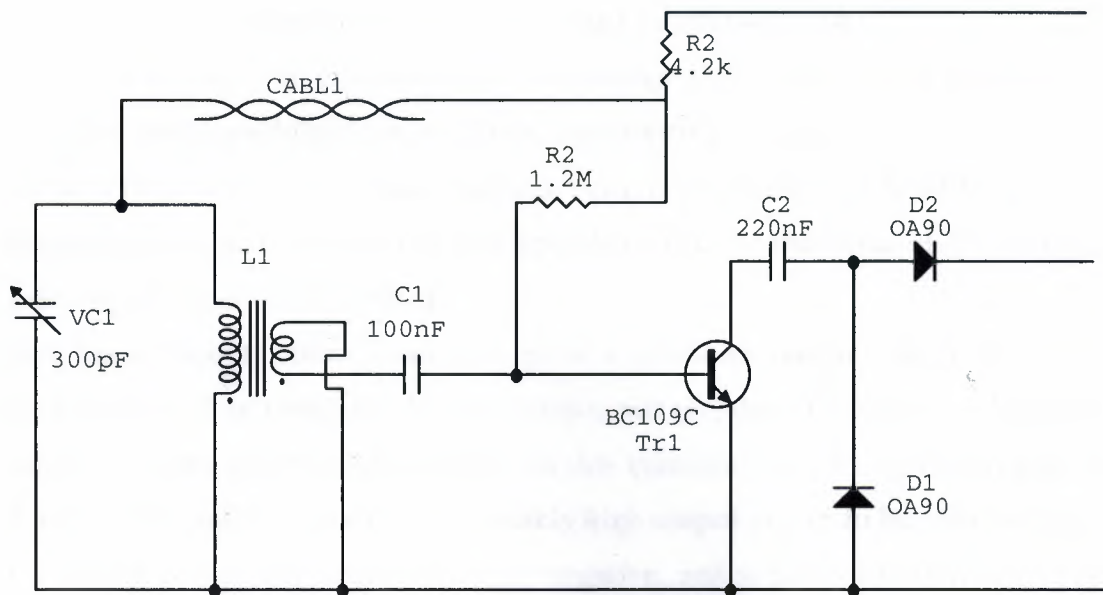 R2
4.2k
CABL1
R2
1.2M
C2
220nF
D2
OA90
L1
C1
100nF
VC1
300pF
BC109C
Tr1
D1
OA90